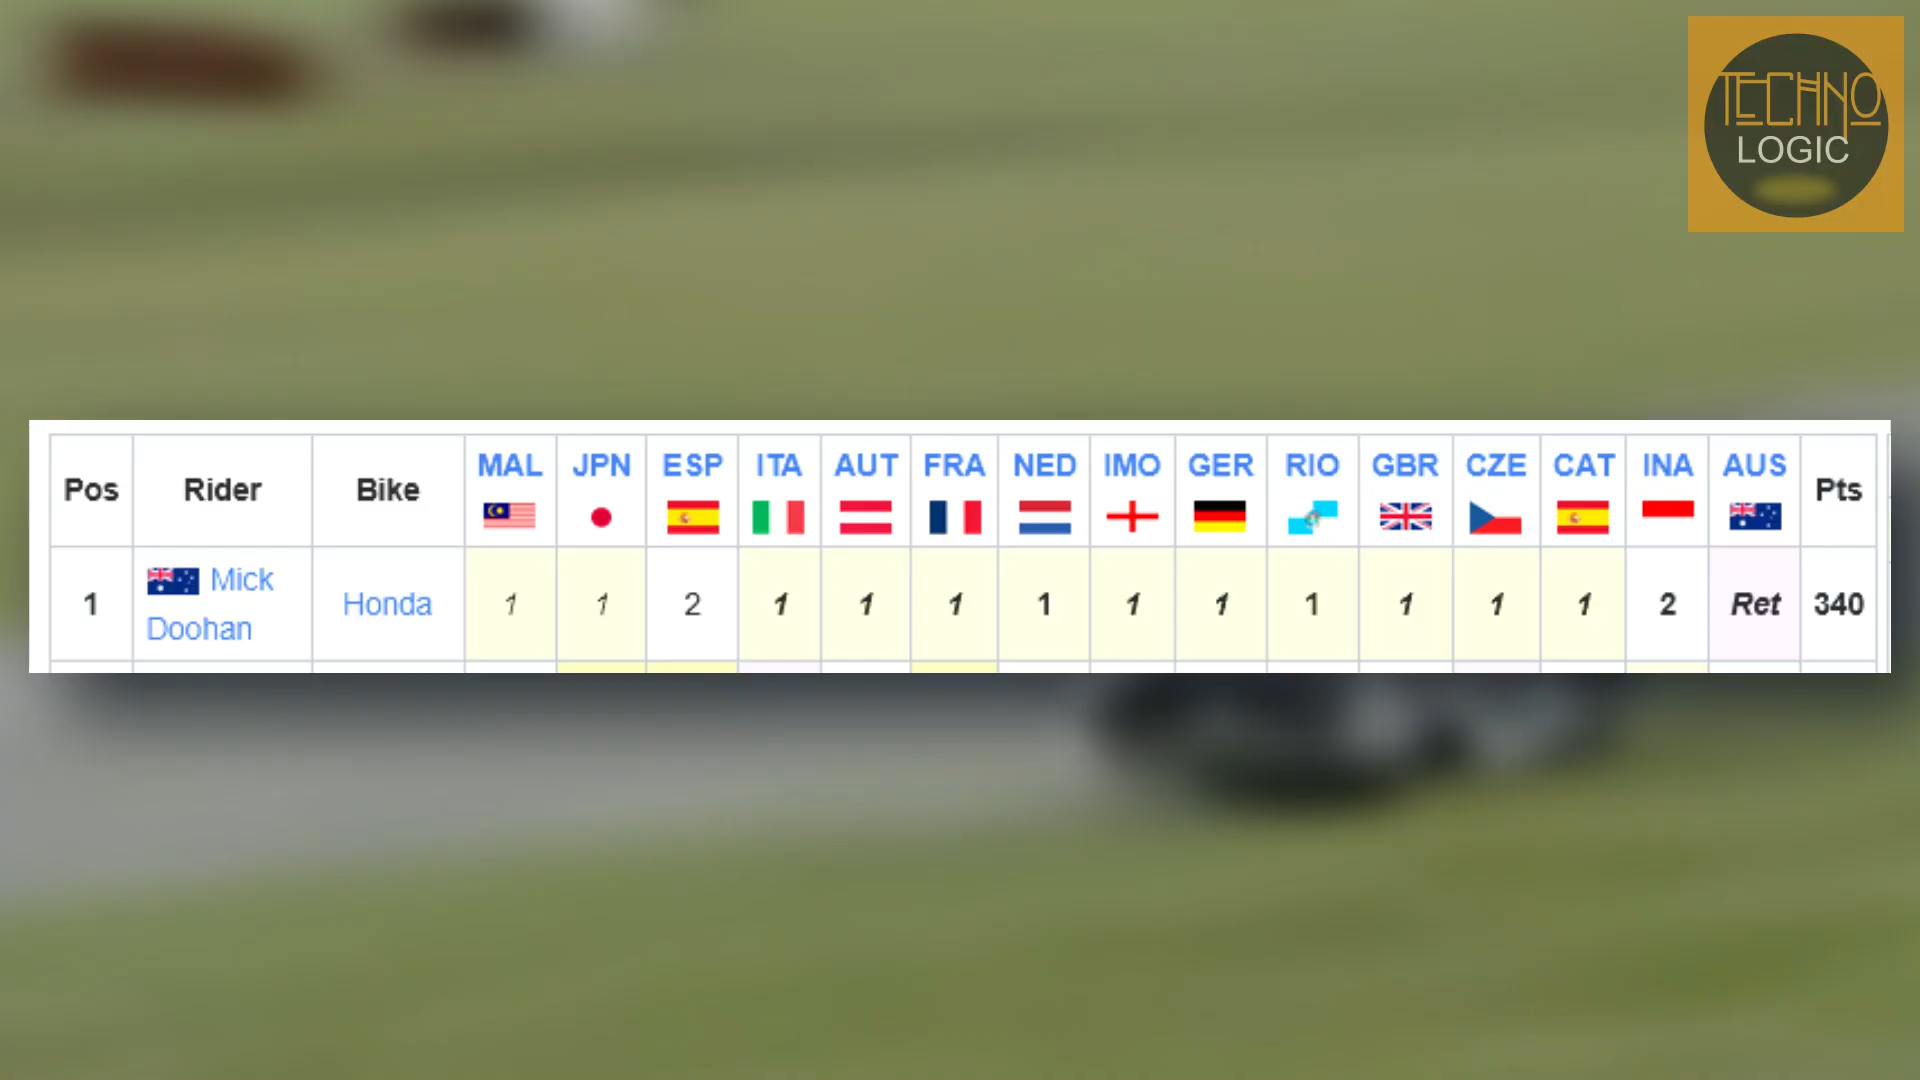 TECHNO
LOGIC
Pos Rider Bike MAL JPN ESP ITA AUT FRA NED IMO GER RIO GBR CZE CAT INA AUS Pts
1 Mick Doohan Honda 1 1 2 1 1 1 1 1 1 1 1 1 1 2 Ret 340